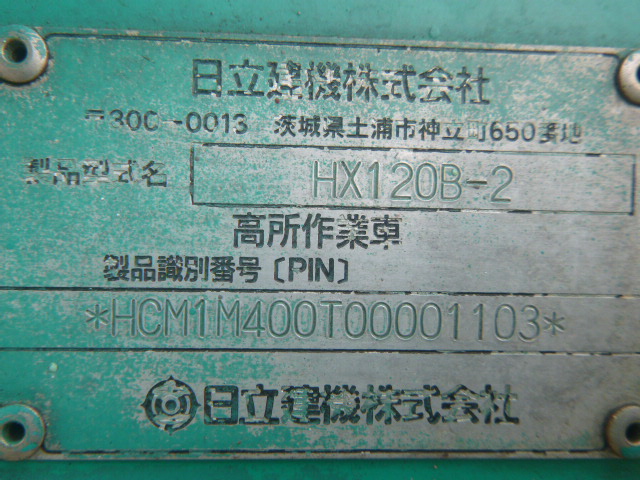 日立建機株式会社
〒300-0013 茨城県土浦市神立町650番地
製品型式名 HX120B-2
高所作業車
製品識別番号〔PIN〕
*HCM1M400T00001103*
日立建機株式会社